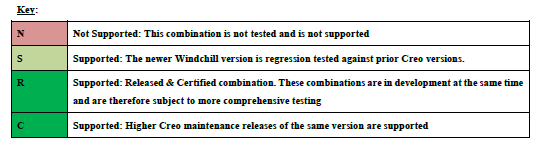 Key:
N Not Supported: This combination is not tested and is not supported
S Supported: The newer Windchill version is regression tested against prior Creo versions.
R Supported: Released & Certified combination. These combinations are in development at the same time
and are therefore subject to more comprehensive testing
C Supported: Higher Creo maintenance releases of the same version are supported